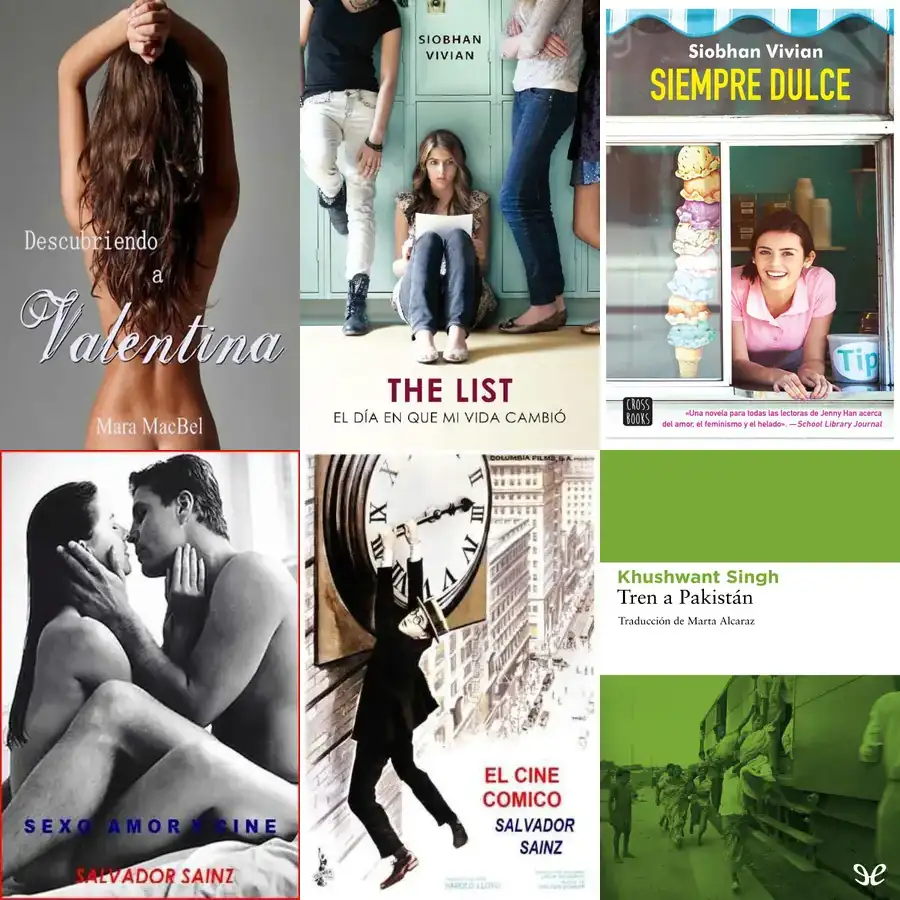 Descubriendo
a
Valentina
Mara MacBel
SIOBHAN
VIVIAN
THE LIST
EL DÍA EN QUE MI VIDA CAMBIÓ
Siobhan Vivian
SIEMPRE DULCE
Tip
CROSS
BOOKS
«Una novela para todas las lectoras de Jenny Han acerca
del amor, el feminismo y el helado». —School Library Journal
SEXO AMOR Y CINE
SALVADOR SAINZ
COLUMBIA FILMS, S.A.
EL CINE
COMICO
SALVADOR
SAINZ
HAROLD LLOYD
Khushwant Singh
Tren a Pakistán
Traducción de Marta Alcaraz